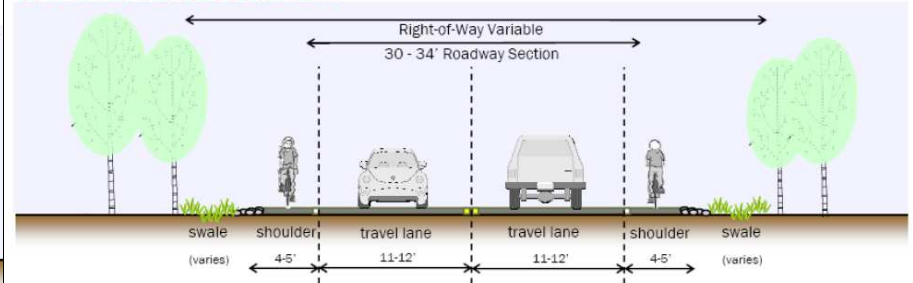 Right-of-Way Variable
30 - 34' Roadway Section
swale shoulder travel lane travel lane shoulder swale
(varies) 4-5' 11-12' 11-12' 4-5' (varies)